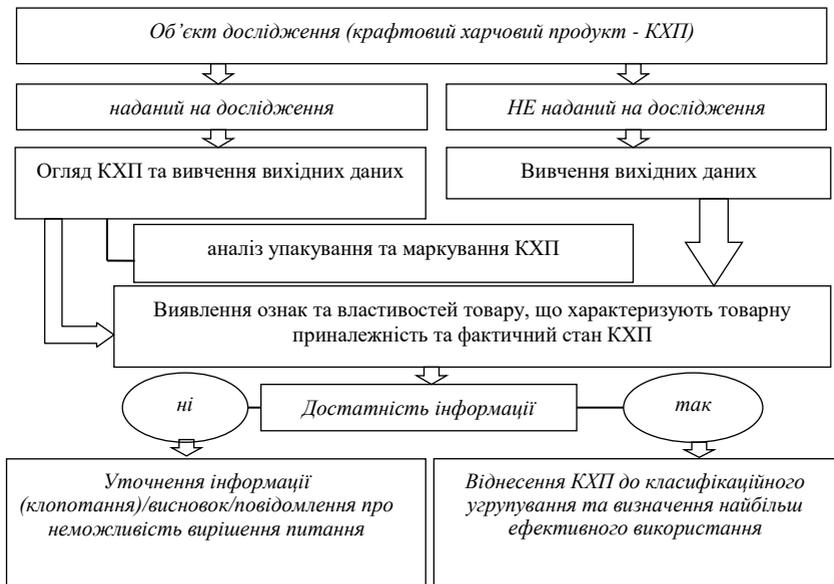 Об’єкт дослідження (крафтовий харчовий продукт - КХП)
наданий на дослідження
НЕ наданий на дослідження
Огляд КХП та вивчення вихідних даних
Вивчення вихідних даних
аналіз упакування та маркування КХП
Виявлення ознак та властивостей товару, що характеризують товарну
приналежність та фактичний стан КХП
ні
Достатність інформації
так
Уточнення інформації
(клопотання)/висновок/повідомлення про
неможливість вирішення питання
Віднесення КХП до класифікаційного
угрупування та визначення найбільш
ефективного використання